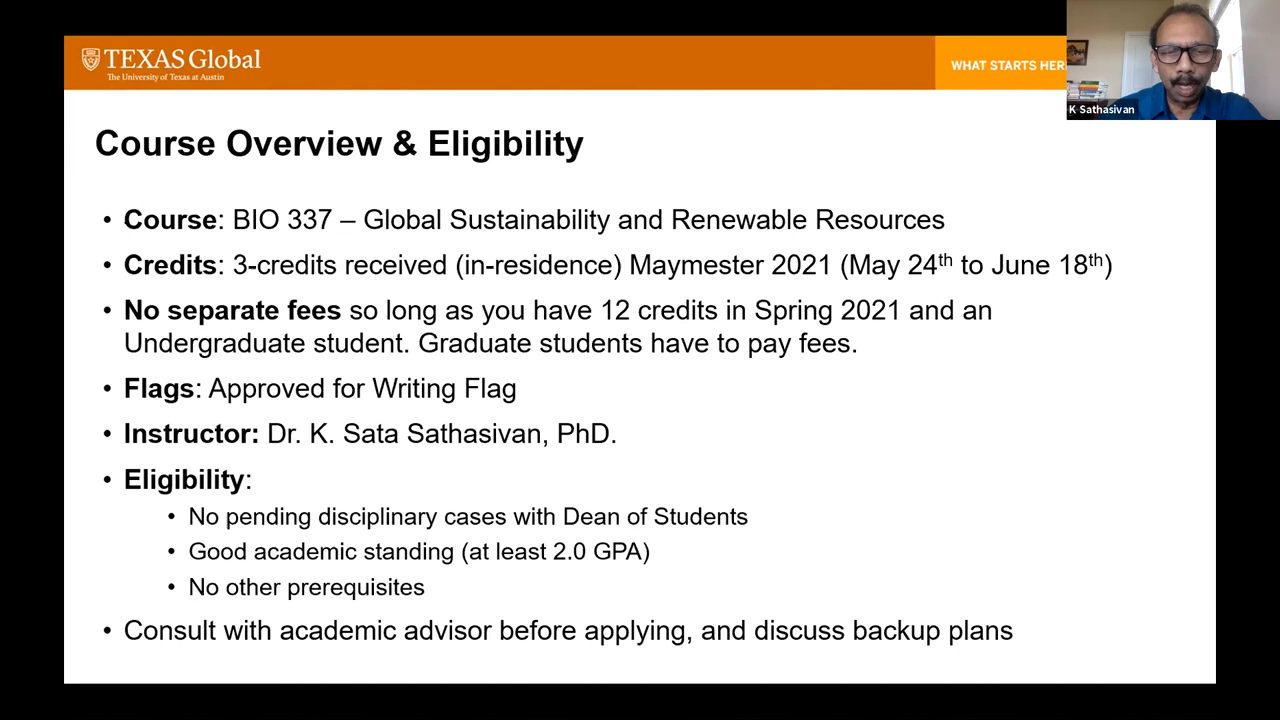 TEXAS Global
The University of Texas at Austin
WHAT STARTS
K Sathasivan
Course Overview & Eligibility
• Course: BIO 337 – Global Sustainability and Renewable Resources
• Credits: 3-credits received (in-residence) Maymester 2021 (May 24th to June 18th)
• No separate fees so long as you have 12 credits in Spring 2021 and an
Undergraduate student. Graduate students have to pay fees.
• Flags: Approved for Writing Flag
• Instructor: Dr. K. Sata Sathasivan, PhD.
• Eligibility:
• No pending disciplinary cases with Dean of Students
• Good academic standing (at least 2.0 GPA)
• No other prerequisites
• Consult with academic advisor before applying, and discuss backup plans